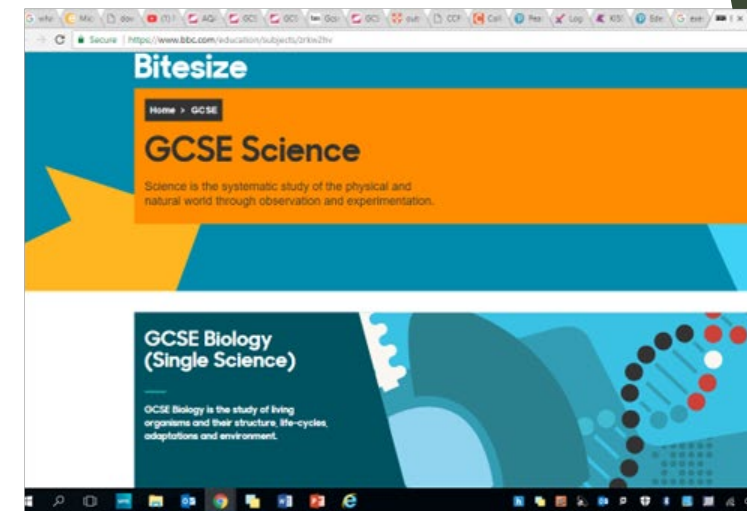 Secure https://www.bbc.com/education/subjects/
Bitesize
Home > GCSE
GCSE Science
Science is the systematic study of the physical and
natural world through observation and experimentation.
GCSE Biology
(Single Science)
GCSE Biology is the study of living
organisms and their structure, life-cycles,
adaptations and environment.